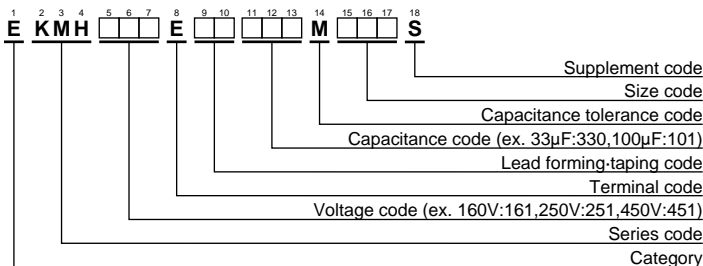 1 2 3 4 5 6 7 8 9 10 11 12 13 14 15 16 17 18
E KMH E M S
Supplement code
Size code
Capacitance tolerance code
Capacitance code (ex. 33μF:330,100μF:101)
Lead forming·taping code
Terminal code
Voltage code (ex. 160V:161,250V:251,450V:451)
Series code
Category